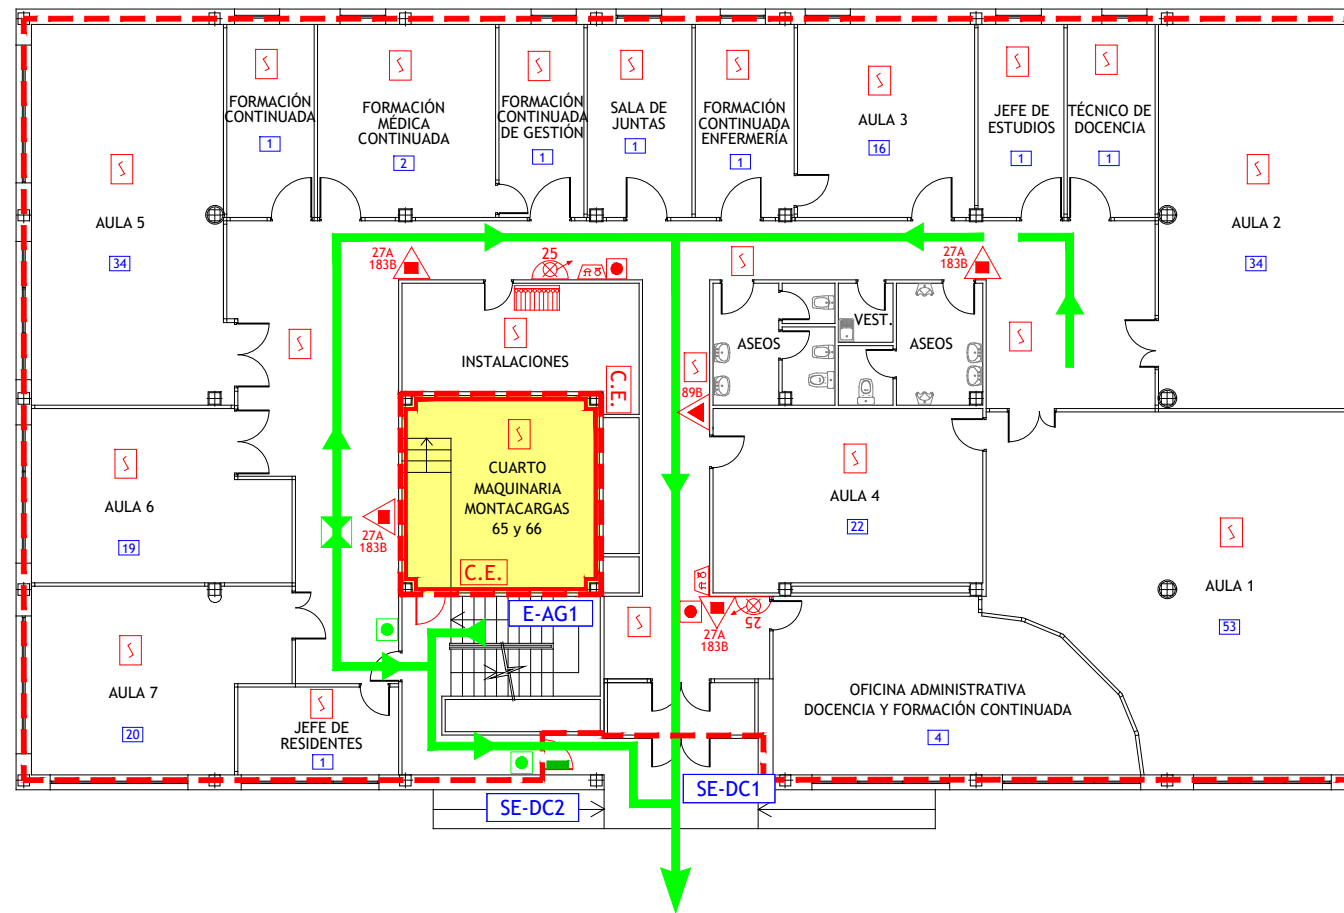 FORMACIÓN
CONTINUADA
1
FORMACIÓN
MÉDICA
CONTINUADA
2
FORMACIÓN
CONTINUADA
DE GESTIÓN
1
SALA DE
JUNTAS
1
FORMACIÓN
CONTINUADA
ENFERMERÍA
1
AULA 3
16
JEFE DE
ESTUDIOS
1
TÉCNICO DE
DOCENCIA
1
AULA 5
34
AULA 2
34
27A
183B
25
27A
183B
INSTALACIONES
C.E.
ASEOS
VEST.
ASEOS
89B
CUARTO
MAQUINARIA
MONTACARGAS
65 y 66
C.E.
27A
183B
AULA 6
19
AULA 4
22
AULA 1
53
E-AG1
27A
183B
25
AULA 7
20
JEFE DE
RESIDENTES
1
OFICINA ADMINISTRATIVA
DOCENCIA Y FORMACIÓN CONTINUADA
4
SE-DC2
SE-DC1